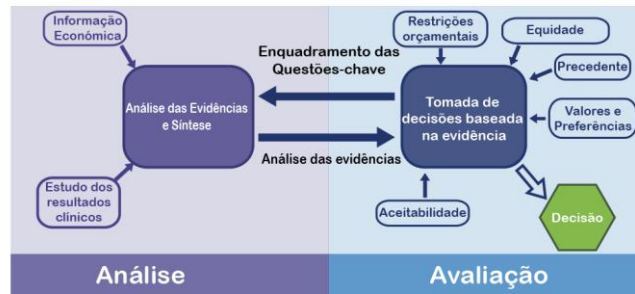 Informação
Económica
Análise das Evidências
e Síntese
Estudo dos
resultados
clínicos
Enquadramento das
Questões-chave
Análise das evidências
Restrições
orçamentais
Equidade
Precedente
Tomada de
decisões baseada
na evidência
Valores e
Preferências
Aceitabilidade
Decisão
Análise
Avaliação